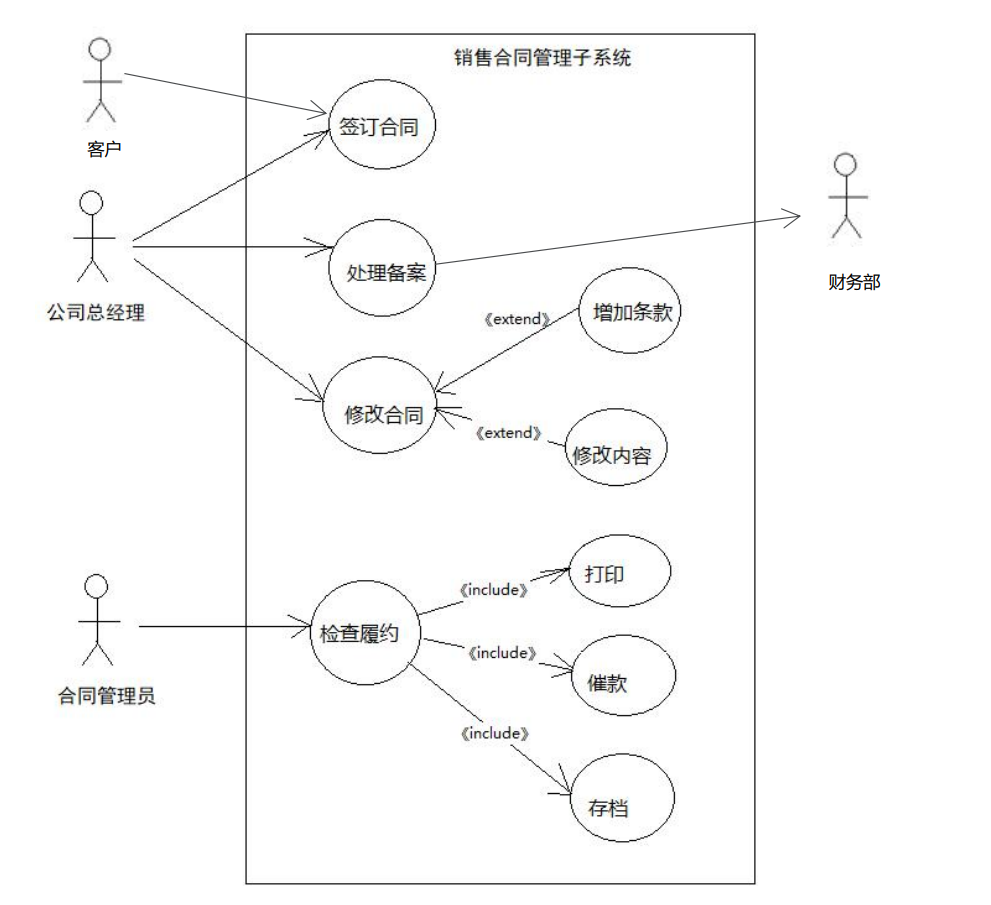 销售合同管理子系统
客户
签订合同
公司总经理
处理备案
财务部
《extend》
增加条款
修改合同
《extend》
修改内容
《include》
打印
合同管理员
检查履约
《include》
催款
《include》
存档